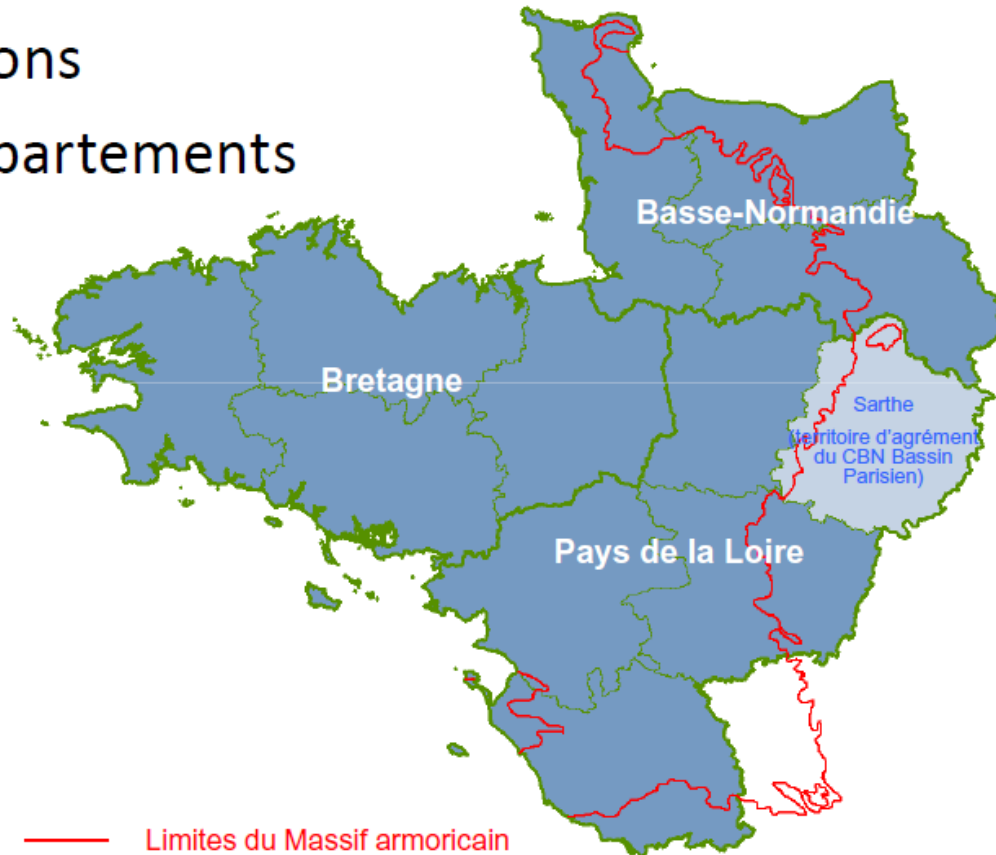 ons
partements
Basse-Normandie
Bretagne
Sarthe
(territoire d'agrément
du CBN Bassin
Parisien)
Pays de la Loire
Limites du Massif armoricain